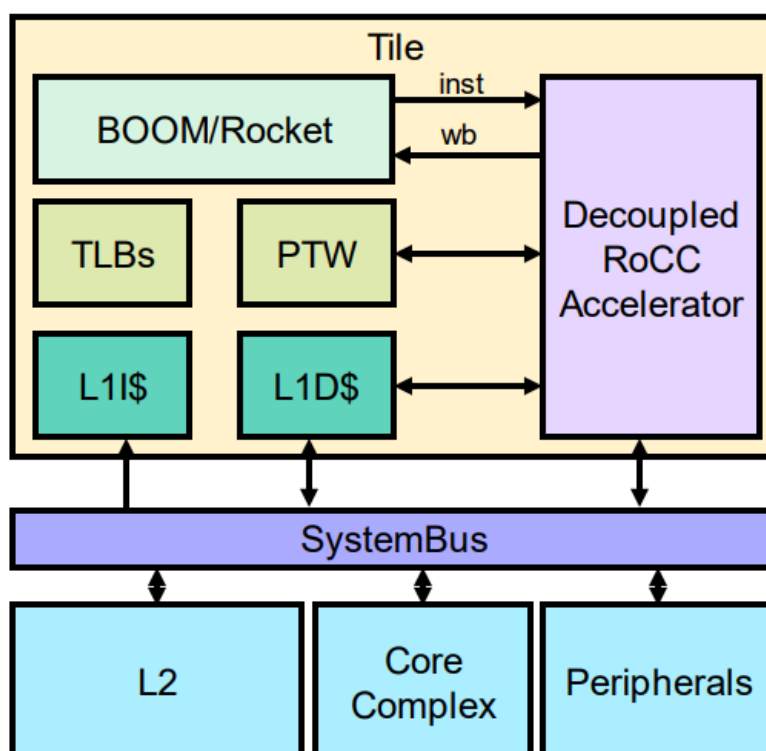 Tile
BOOM/Rocket
inst
wb
TLBs
PTW
Decoupled
RoCC
Accelerator
L1I$
L1D$
SystemBus
L2
Core
Complex
Peripherals